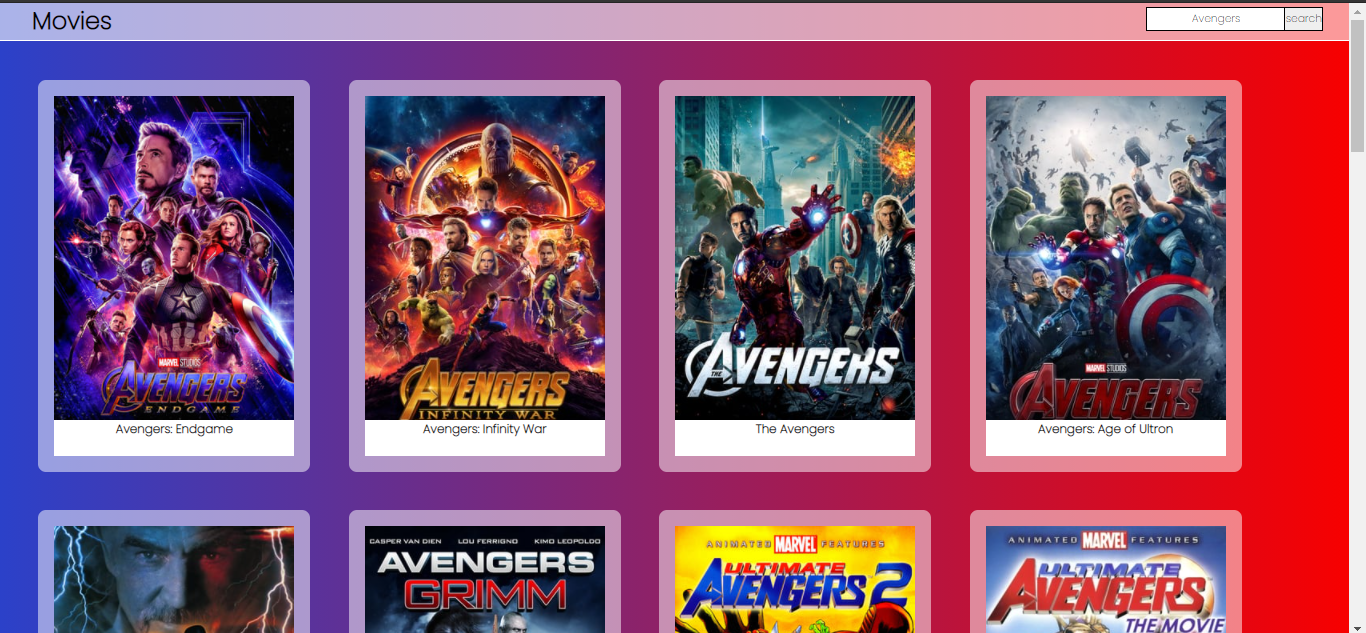 Movies
Avengers
search
MARVEL STUDIOS
AVENGERS
ENDGAME
Avengers: Endgame
AVENGERS
INFINITY WAR
Avengers: Infinity War
THE
AVENGERS
The Avengers
MARVEL STUDIOS
AVENGERS
Avengers: Age of Ultron
CASPER VAN DIEN LOU FERRIGNO KIMO LEOPOLDO
AVENGERS
GRIMM
ANIMATED MARVEL FEATURES
ULTIMATE
AVENGERS 2
ANIMATED MARVEL FEATURES
ULTIMATE
AVENGERS
THE MOVIE